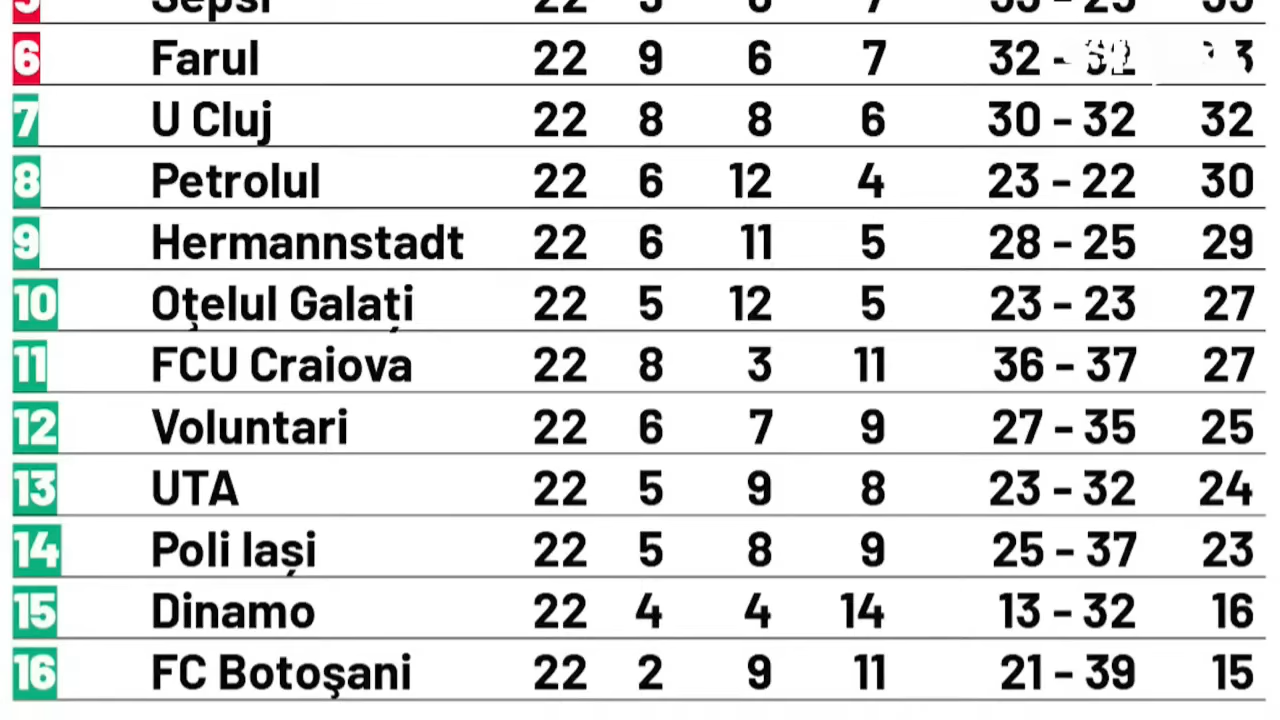 6 Farul 22 9 6 7 32 -
7 U Cluj 22 8 8 6 30 - 32 32
8 Petrolul 22 6 12 4 23 - 22 30
9 Hermannstadt 22 6 11 5 28 - 25 29
10 Oţelul Galaţi 22 5 12 5 23 - 23 27
11 FCU Craiova 22 8 3 11 36 - 37 27
12 Voluntari 22 6 7 9 27 - 35 25
13 UTA 22 5 9 8 23 - 32 24
14 Poli Iași 22 5 8 9 25 - 37 23
15 Dinamo 22 4 4 14 13 - 32 16
16 FC Botoşani 22 2 9 11 21 - 39 15